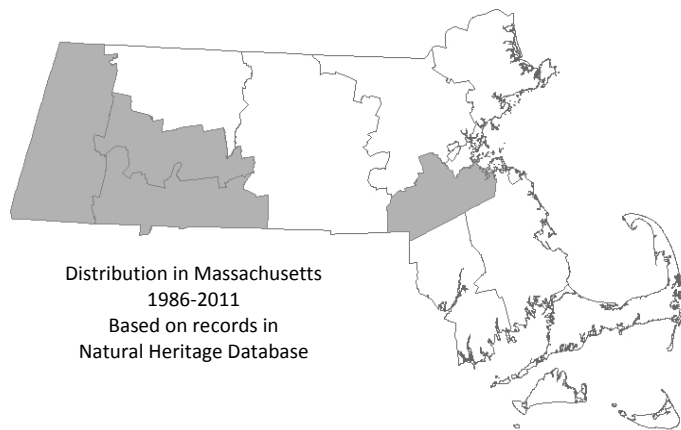 Distribution in Massachusetts
1986-2011
Based on records in
Natural Heritage Database